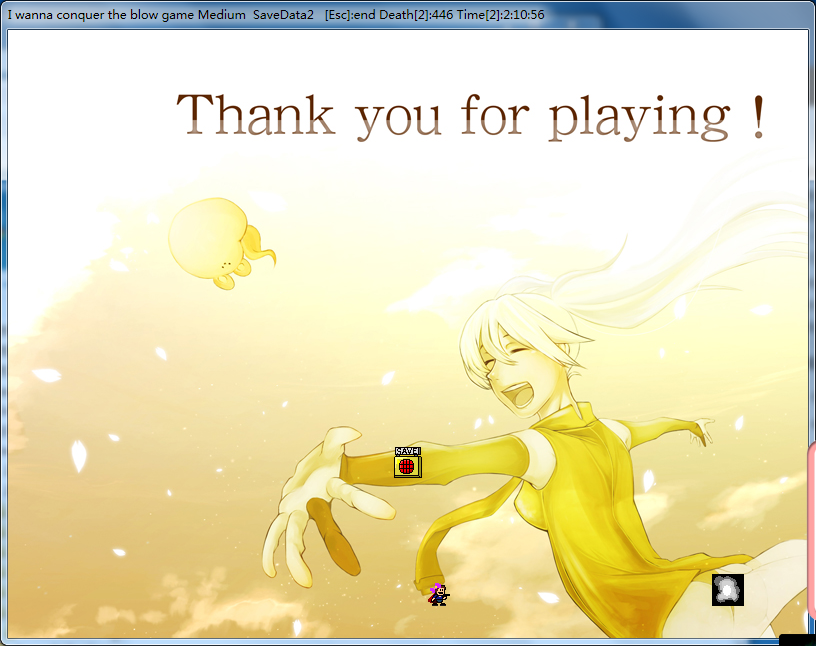 I wanna conquer the blow game Medium  SaveData2   [Esc]:end Death[2]:446 Time[2]:2:10:56
Thank you for playing !
SAVE!